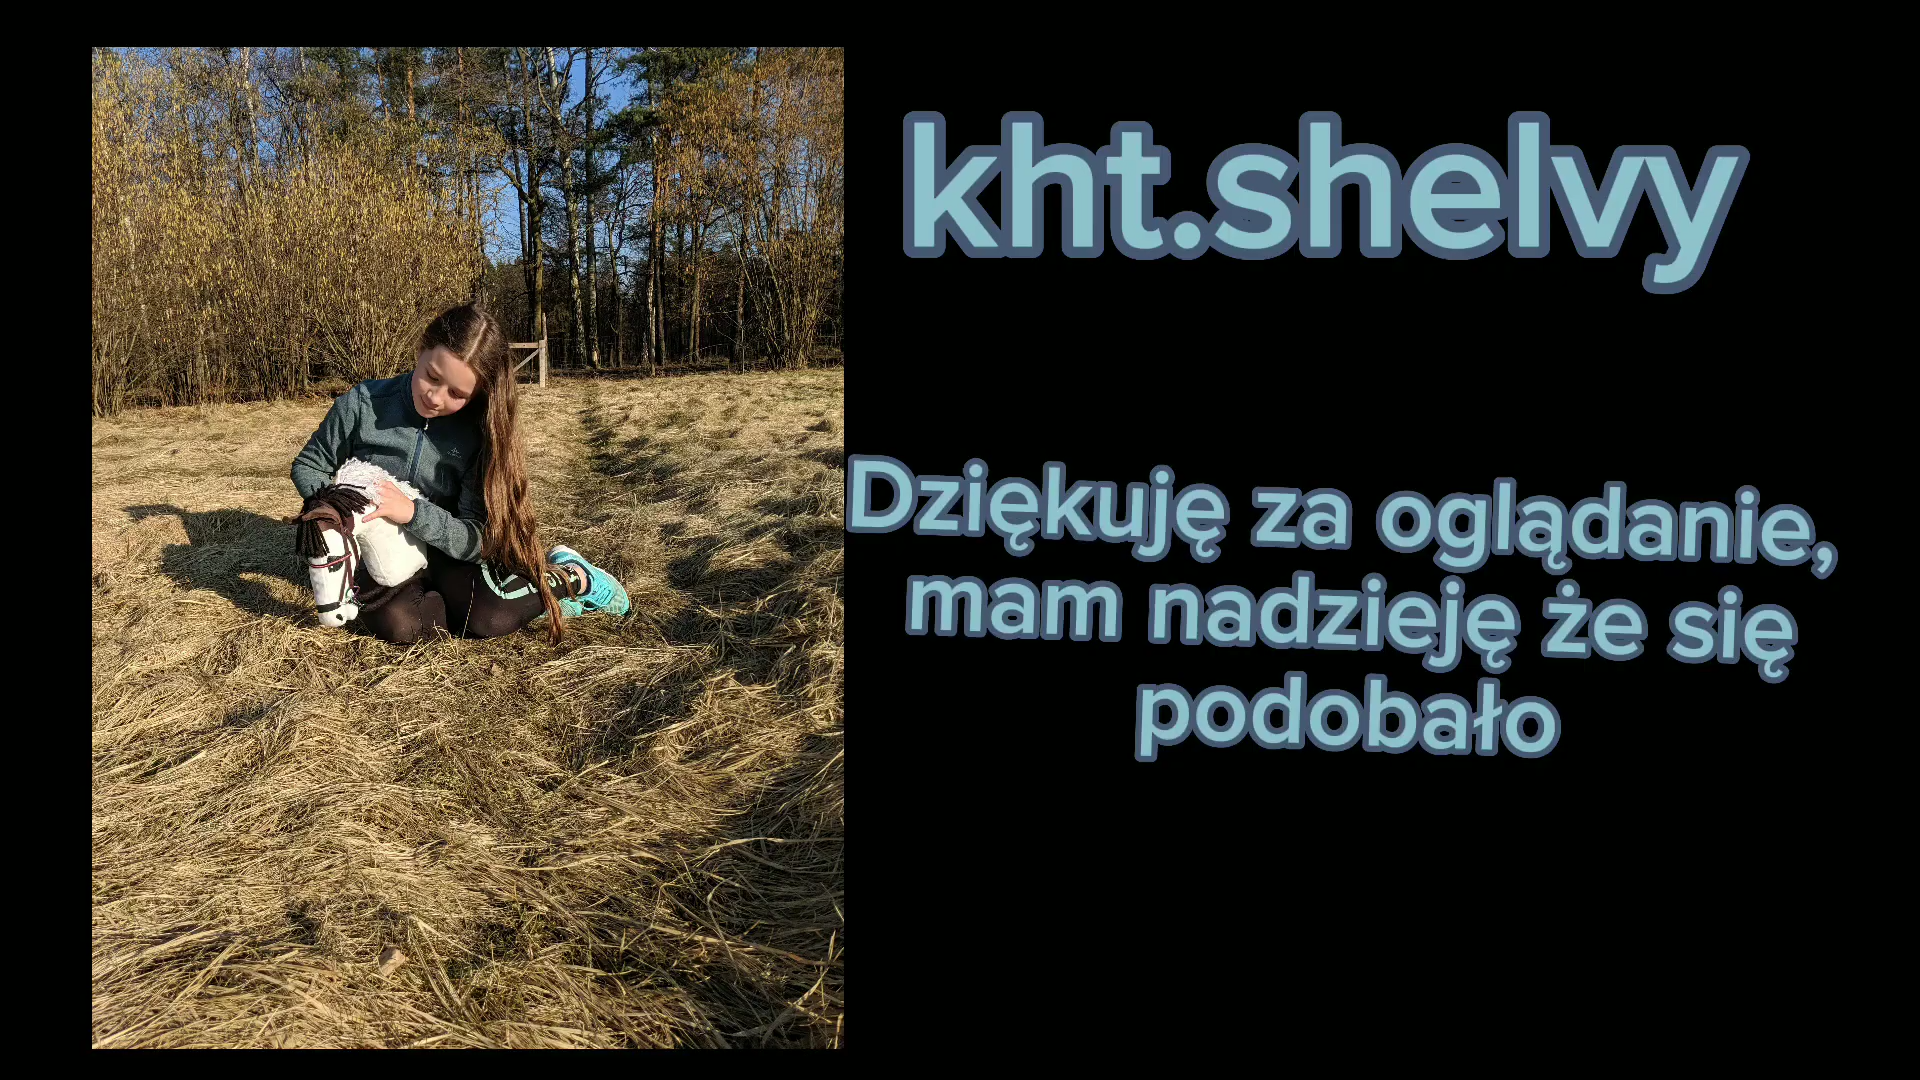 kht.shelvy
Dziękuję za oglądanie,
mam nadzieję że się
podobało